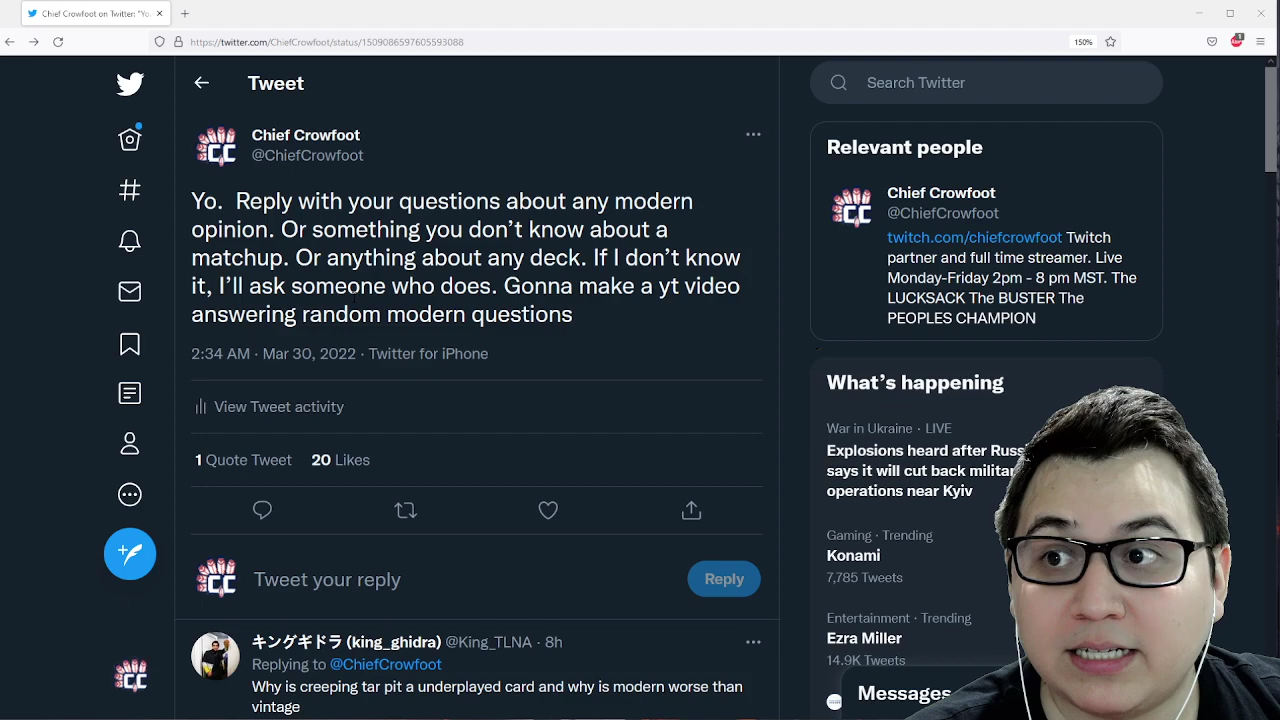 Chief Crowfoot on Twitter: "Yo.
https://twitter.com/ChiefCrowfoot/status/1509086597605593088
150%
Tweet
Chief Crowfoot
@ChiefCrowfoot
Yo.  Reply with your questions about any modern
opinion. Or something you don't know about a
matchup. Or anything about any deck. If I don't know
it, I'll ask someone who does. Gonna make a yt video
answering random modern questions
2:34 AM · Mar 30, 2022 · Twitter for iPhone
View Tweet activity
1 Quote Tweet 20 Likes
Tweet your reply
Reply
キンゲギドラ (king_ghidra) @King_TLNA · 8h
Replying to @ChiefCrowfoot
Why is creeping tar pit a underplayed card and why is modern worse than
vintage
Search Twitter
Relevant people
Chief Crowfoot
@ChiefCrowfoot
twitch.com/chiefcrowfoot Twitch
partner and full time streamer. Live
Monday-Friday 2pm - 8 pm MST. The
LUCKSACK The BUSTER The
PEOPLES CHAMPION
What's happening
War in Ukraine · LIVE
Explosions heard after Russ
says it will cut back militar
operations near Kyiv
Gaming · Trending
Konami
7,785 Tweets
Entertainment · Trending
Ezra Miller
14.9K Tweets
Messages